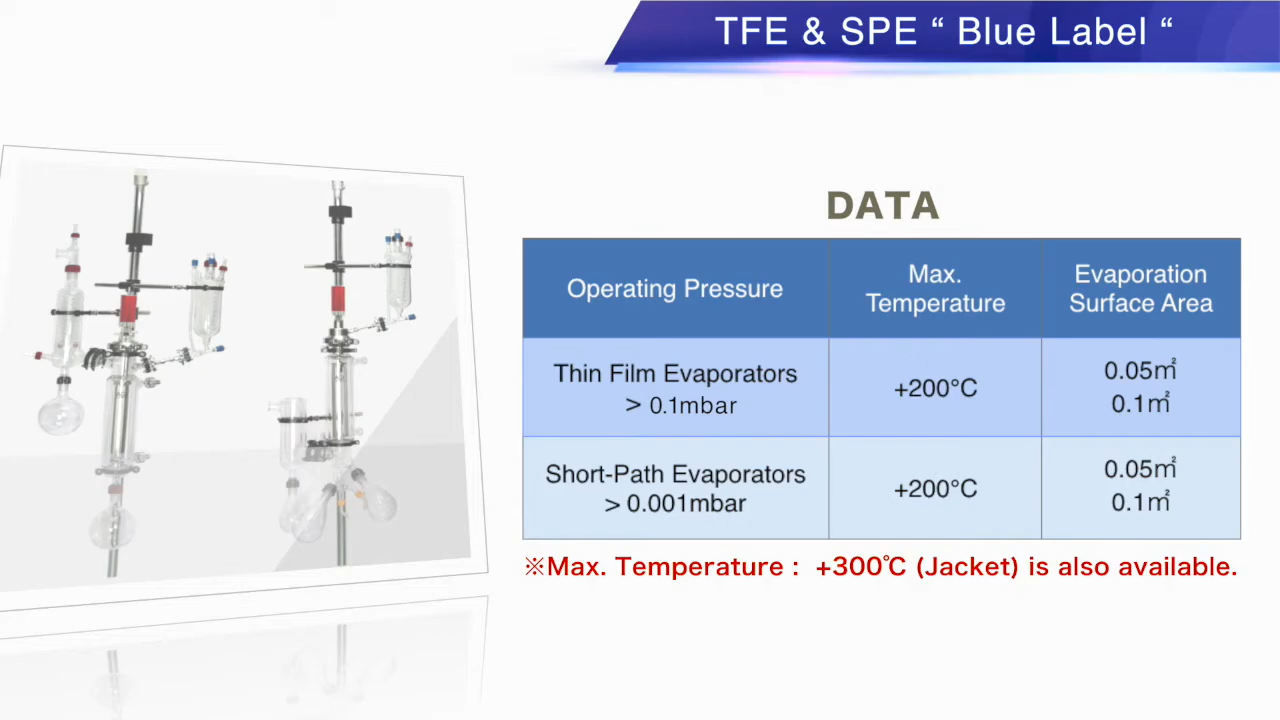 TFE & SPE “ Blue Label “
DATA
Operating Pressure
Max.
Temperature
Evaporation
Surface Area
Thin Film Evaporators
> 0.1mbar
+200°C
0.05㎡
0.1㎡
Short-Path Evaporators
> 0.001mbar
+200°C
0.05㎡
0.1㎡
※Max. Temperature : +300℃ (Jacket) is also available.